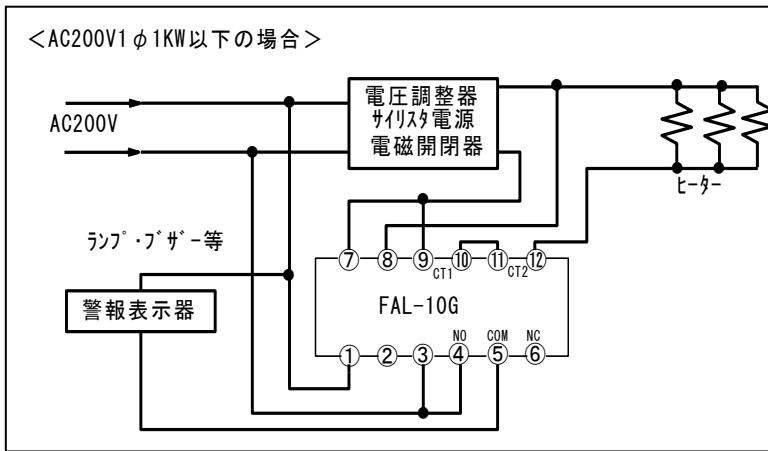 ＜AC200V1φ1KW以下の場合＞
電圧調整器
ｻｲﾘｽﾀ電源
電磁開閉器
AC200V
ﾋｰﾀｰ
ﾗﾝﾌﾟ・ﾌﾞｻﾞｰ等
警報表示器
⑦ ⑧ ⑨ ⑩ ⑪ ⑫
CT1 CT2
FAL-10G
NO COM NC
① ② ③ ④ ⑤ ⑥